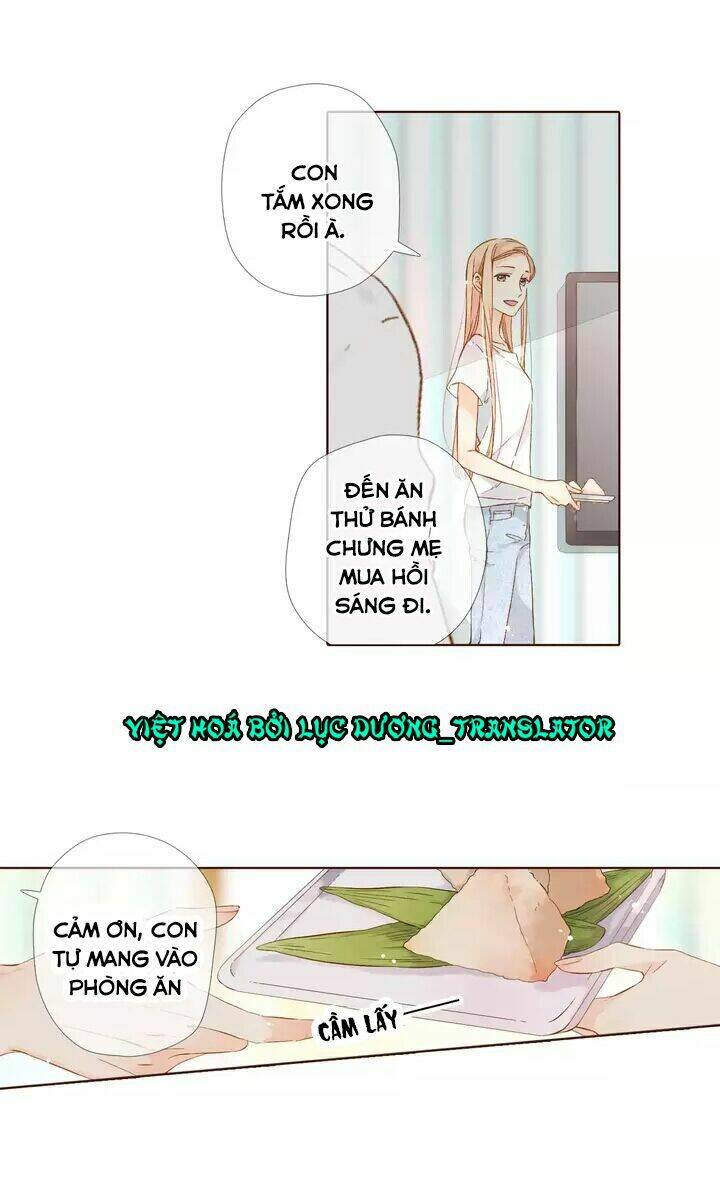 CON
TẮM XONG
RỒI À.
ĐẾN ĂN
THỬ BÁNH
CHƯNG MẸ
MUA HỒI
SÁNG ĐI.
VIỆT HOÁ BỞI LỤC DƯƠNG_TRANSLATOR
CẢM ƠN, CON
TỰ MANG VÀO
PHÒNG ĂN
CẦM LẤY